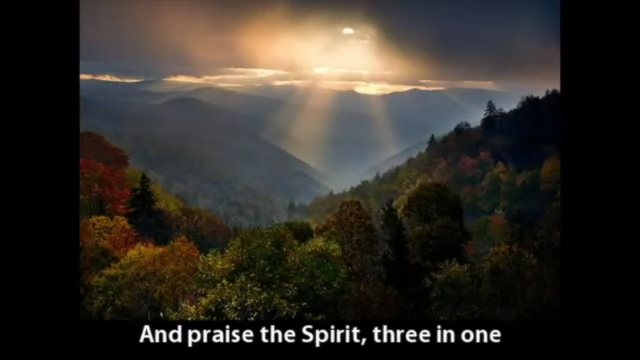 And praise the Spirit, three in one